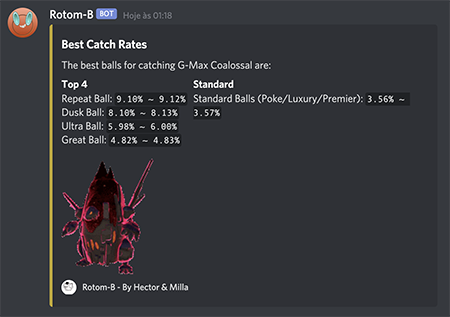 Rotom-B BOT Hoje às 01:18
Best Catch Rates
The best balls for catching G-Max Coalossal are:
Top 4
Repeat Ball: 9.10% ~ 9.12%
Dusk Ball: 8.10% ~ 8.13%
Ultra Ball: 5.98% ~ 6.00%
Great Ball: 4.82% ~ 4.83%
Standard
Standard Balls (Poke/Luxury/Premier): 3.56% ~
3.57%
Rotom-B - By Hector & Milla